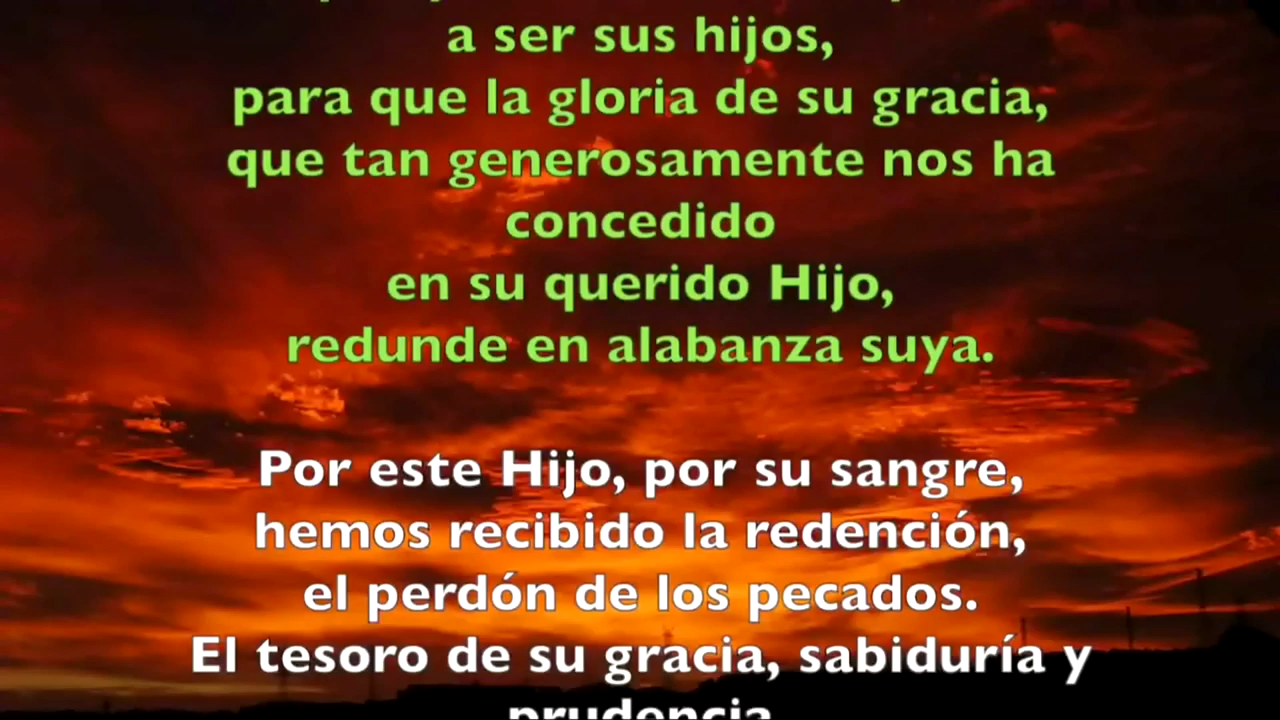 a ser sus hijos,
para que la gloria de su gracia,
que tan generosamente nos ha
concedido
en su querido Hijo,
redunde en alabanza suya.
Por este Hijo, por su sangre,
hemos recibido la redención,
el perdón de los pecados.
El tesoro de su gracia, sabiduría y
prudencia